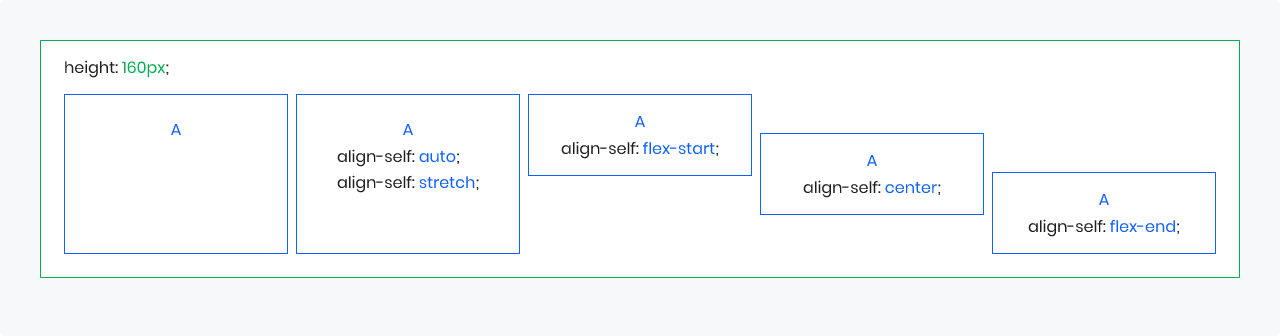 height: 160px;
A
A
align-self: auto;
align-self: stretch;
A
align-self: flex-start;
A
align-self: center;
A
align-self: flex-end;